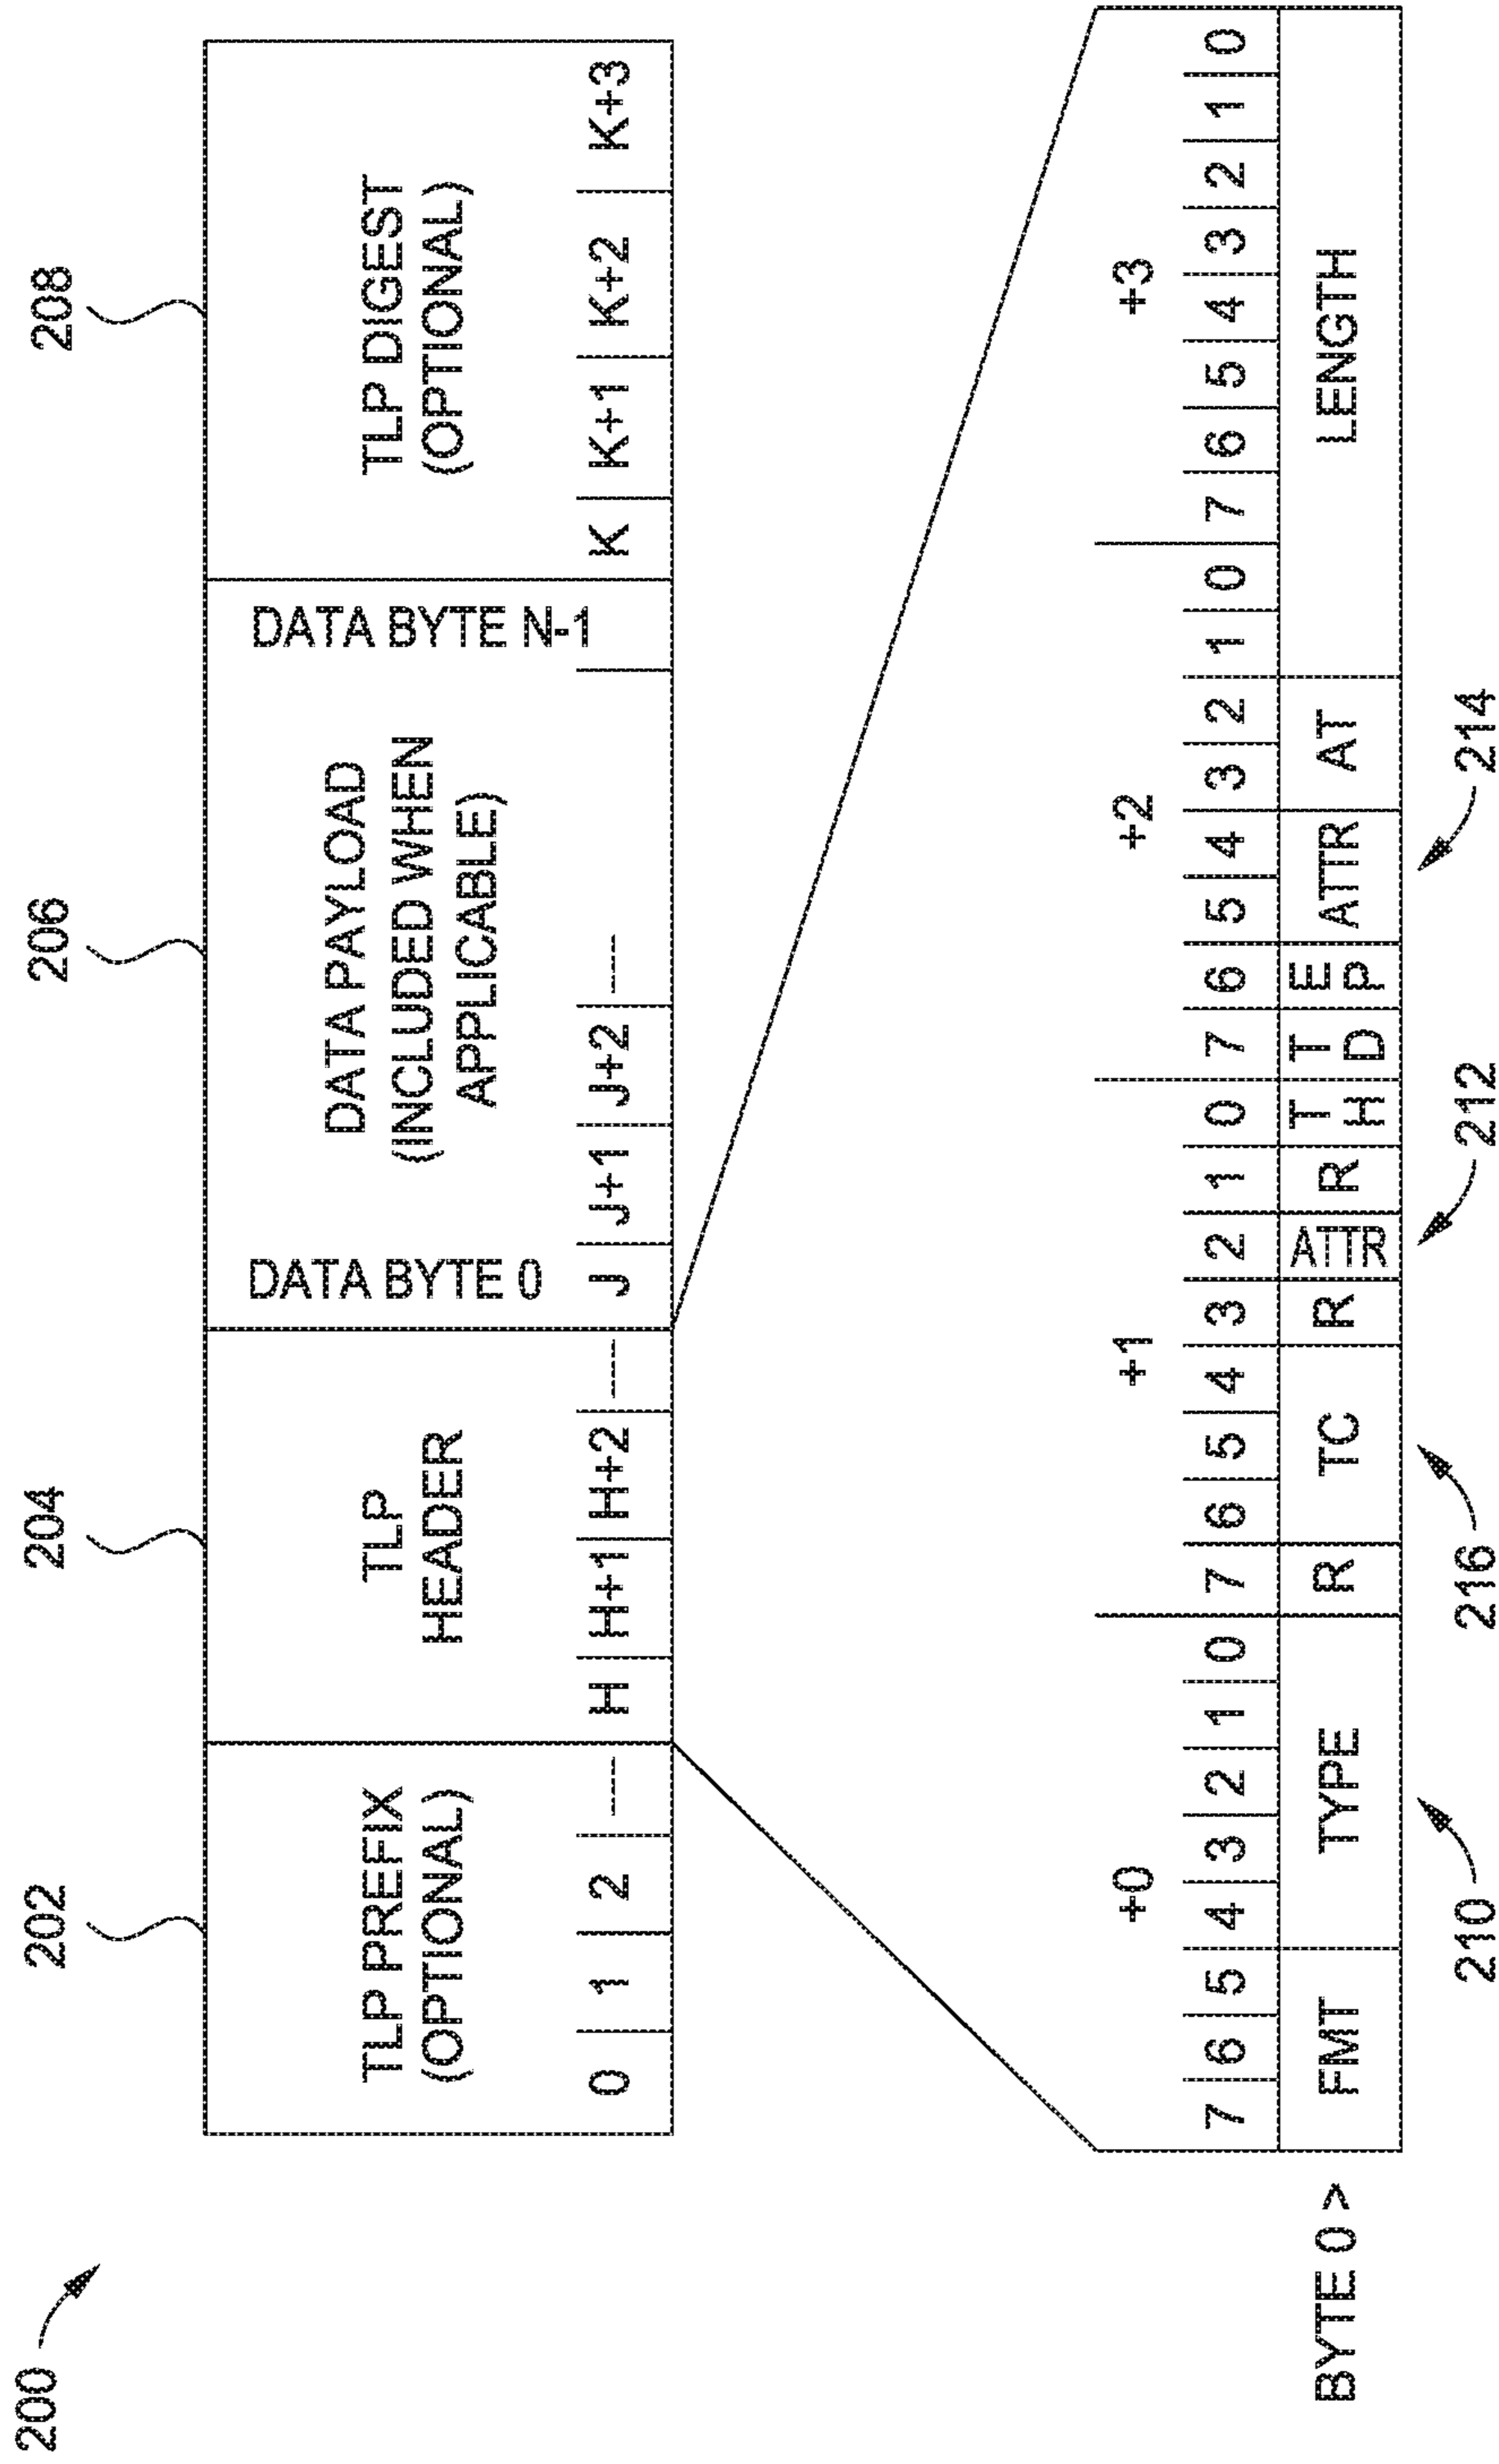 200
202 204 206 208
TLP PREFIX
(OPTIONAL)
0 1 2 ---
TLP
HEADER
H H+1 H+2 ---
DATA BYTE 0
DATA PAYLOAD
(INCLUDED WHEN
APPLICABLE)
DATA BYTE N-1
J J+1 J+2 ---
TLP DIGEST
(OPTIONAL)
K K+1 K+2 K+3
+0 +1 +2 +3
7 6 5 4 3 2 1 0 7 6 5 4 3 2 1 0 7 6 5 4 3 2 1 0 7 6 5 4 3 2 1 0
BYTE 0 > FMT TYPE R TC R ATTR R TH TD EP ATTR AT LENGTH
210 216 212 214